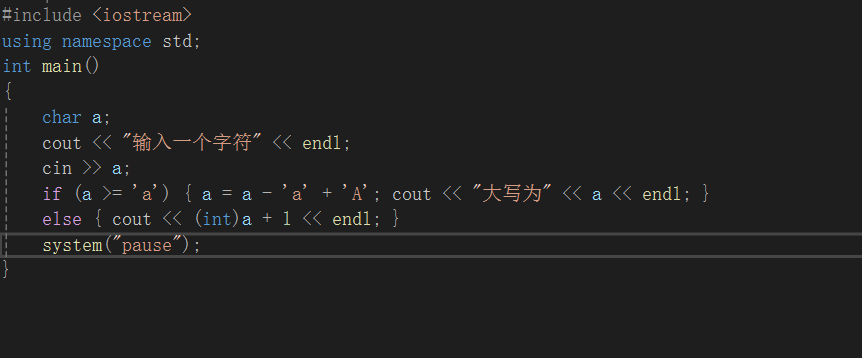 #include <iostream>
using namespace std;
int main()
{
char a;
cout << "输入一个字符" << endl;
cin >> a;
if (a >= 'a') { a = a - 'a' + 'A'; cout << "大写为" << a << endl; }
else { cout << (int)a + 1 << endl; }
system("pause");
}